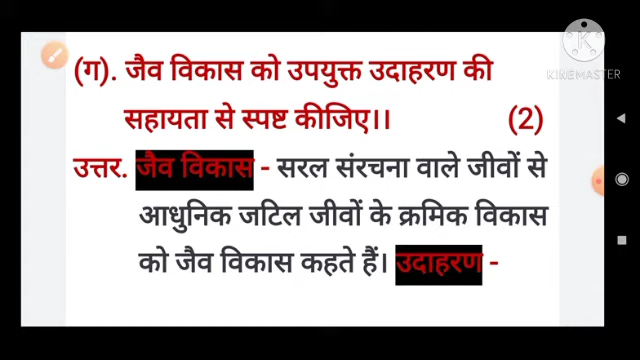 KINEMASTER
(ग). जैव विकास को उपयुक्त उदाहरण की
सहायता से स्पष्ट कीजिए।। (2)
उत्तर. जैव विकास - सरल संरचना वाले जीवों से
आधुनिक जटिल जीवों के क्रमिक विकास
को जैव विकास कहते हैं। उदाहरण -